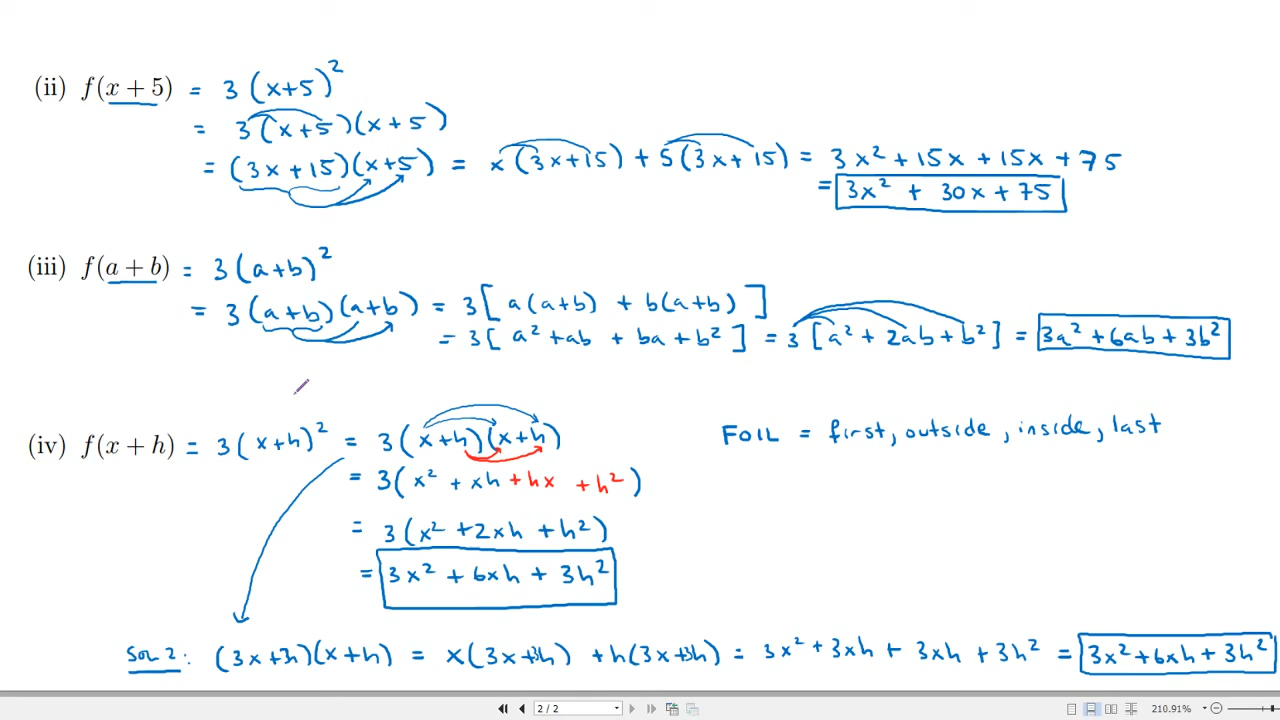 (ii) f(x + 5) = 3(x+5)²
= 3(x+5)(x+5)
= (3x+15)(x+5) = x(3x+15) + 5(3x+15) = 3x² + 15x + 15x + 75
= 3x² + 30x + 75
(iii) f(a + b) = 3(a+b)²
= 3(a+b)(a+b) = 3[a(a+b) + b(a+b)]
= 3[a² + ab + ba + b²] = 3[a² + 2ab + b²] = 3a² + 6ab + 3b²
(iv) f(x + h) = 3(x+h)² = 3(x+h)(x+h) FOIL = first, outside, inside, last
= 3(x² + xh + hx + h²)
= 3(x² + 2xh + h²)
= 3x² + 6xh + 3h²
Soln 2: (3x+3h)(x+h) = x(3x+3h) + h(3x+3h) = 3x² + 3xh + 3xh + 3h² = 3x² + 6xh + 3h²
2 / 2 210.91%